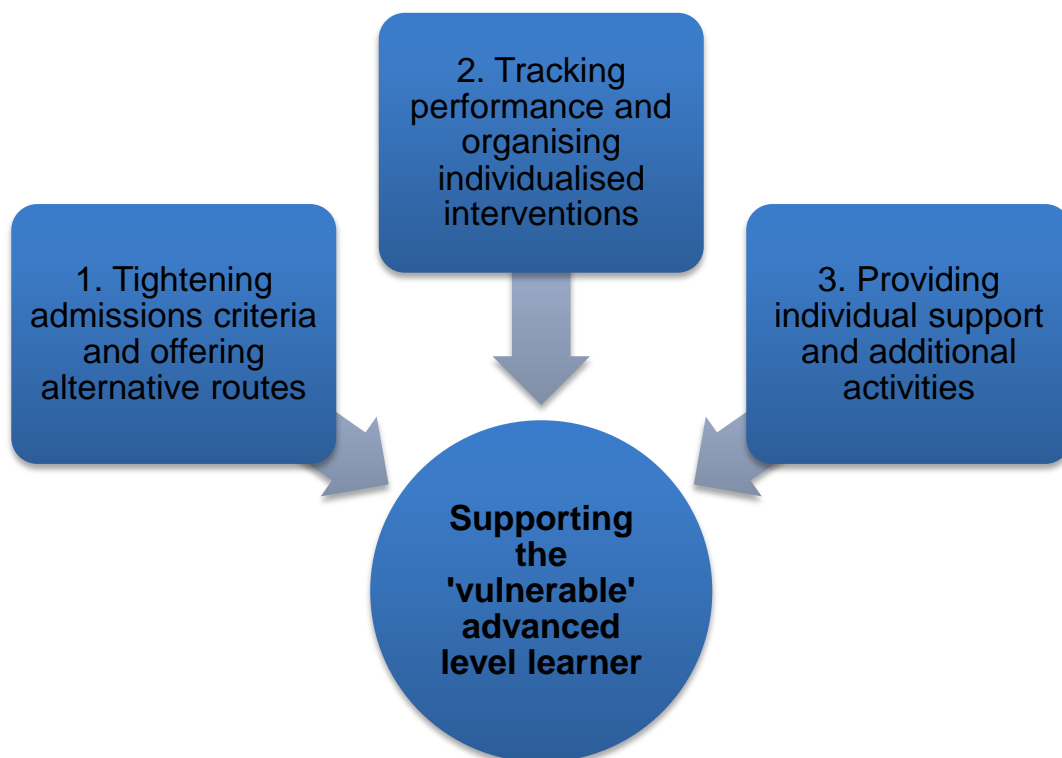 1. Tightening
admissions criteria
and offering
alternative routes
2. Tracking
performance and
organising
individualised
interventions
3. Providing
individual support
and additional
activities
Supporting
the
'vulnerable'
advanced
level learner